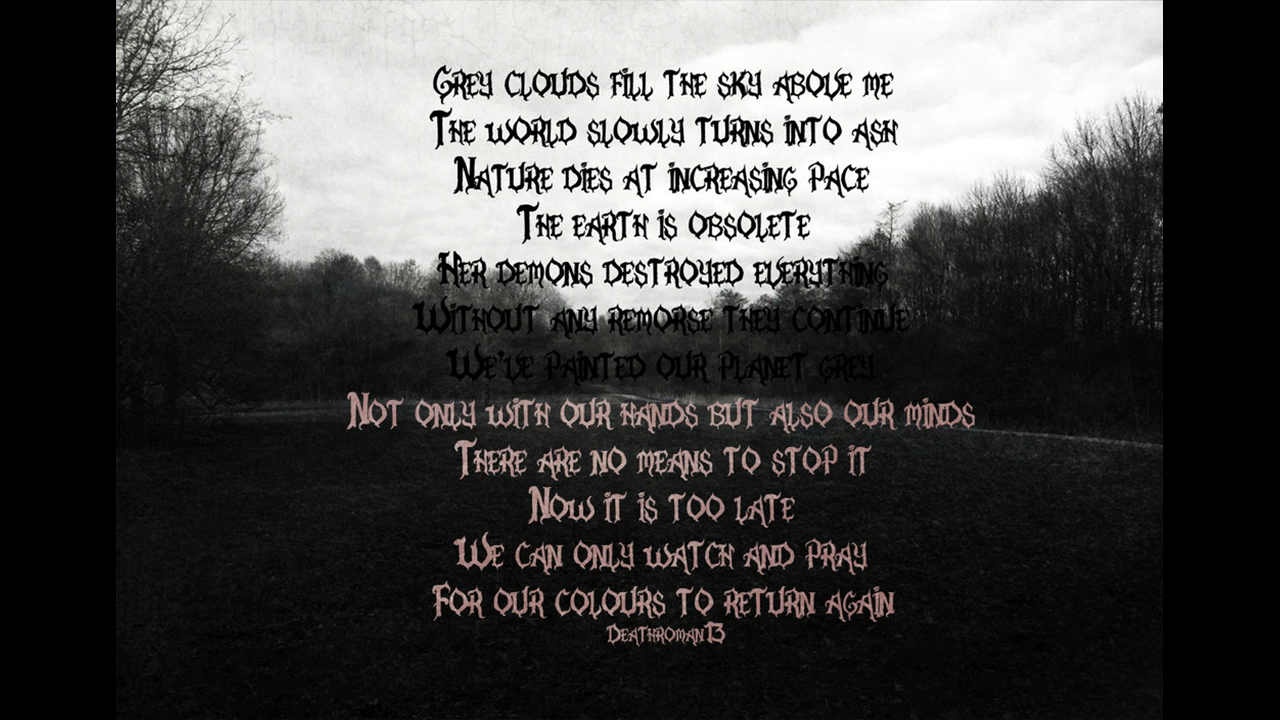 Grey clouds fill the sky above me
The world slowly turns into ash
Nature dies at increasing pace
The earth is obsolete
Her demons destroyed everything
Without any remorse they continue
We've painted our planet grey
Not only with our hands but also our minds
There are no means to stop it
Now it is too late
We can only watch and pray
For our colours to return again
Deathroman13